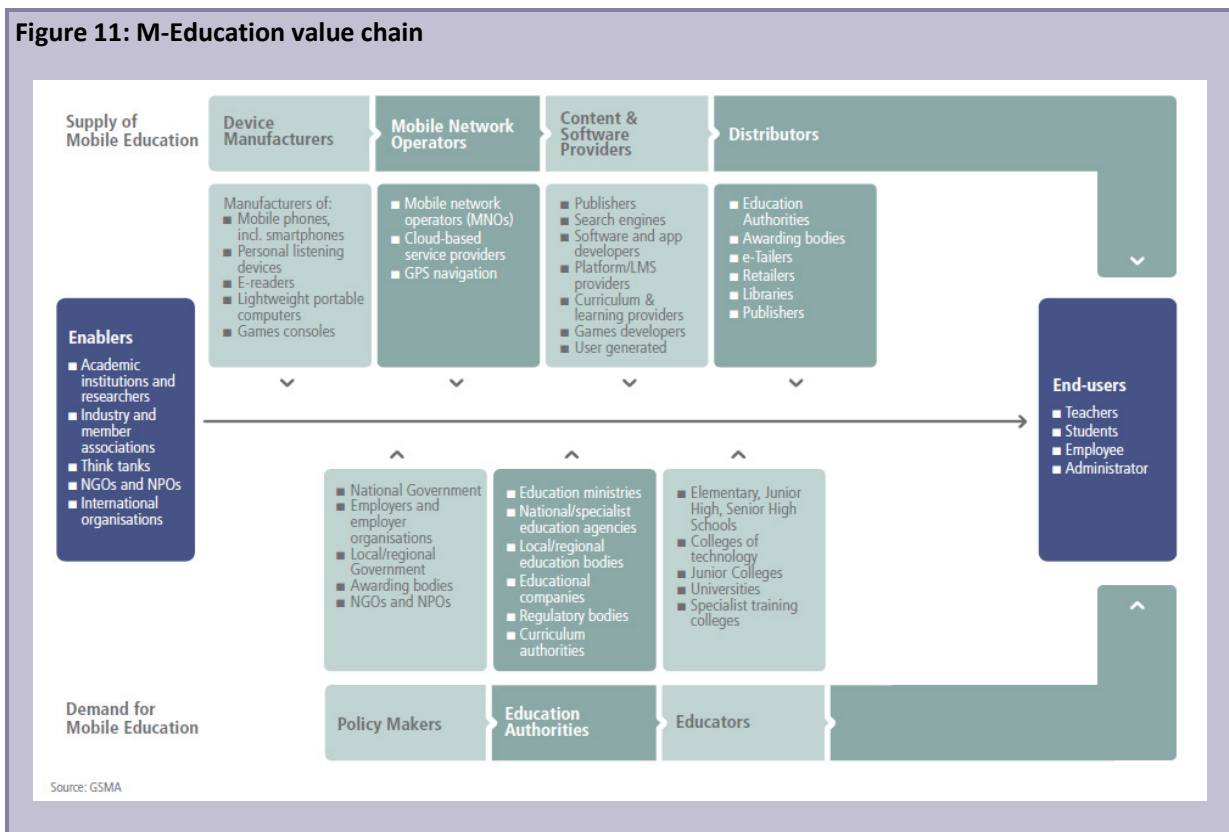 Figure 11: M-Education value chain
Supply of
Mobile Education
Device
Manufacturers
Mobile Network
Operators
Content &
Software
Providers
Distributors
Manufacturers of:
■ Mobile phones,
incl. smartphones
■ Personal listening
devices
■ E-readers
■ Lightweight portable
computers
■ Games consoles
■ Mobile network
operators (MNOs)
■ Cloud-based
service providers
■ GPS navigation
■ Publishers
■ Search engines
■ Software and app
developers
■ Platform/LMS
providers
■ Curriculum &
learning providers
■ Games developers
■ User generated
■ Education
Authorities
■ Awarding bodies
■ e-Tailers
■ Retailers
■ Libraries
■ Publishers
Enablers
■ Academic
institutions and
researchers
■ Industry and
member
associations
■ Think tanks
■ NGOs and NPOs
■ International
organisations
End-users
■ Teachers
■ Students
■ Employee
■ Administrator
■ National Government
■ Employers and
employer
organisations
■ Local/regional
Government
■ Awarding bodies
■ NGOs and NPOs
■ Education ministries
■ National/specialist
education agencies
■ Local/regional
education bodies
■ Educational
companies
■ Regulatory bodies
■ Curriculum
authorities
■ Elementary, Junior
High, Senior High
Schools
■ Colleges of
technology
■ Junior Colleges
■ Universities
■ Specialist training
colleges
Demand for
Mobile Education
Policy Makers
Education
Authorities
Educators
Source: GSMA